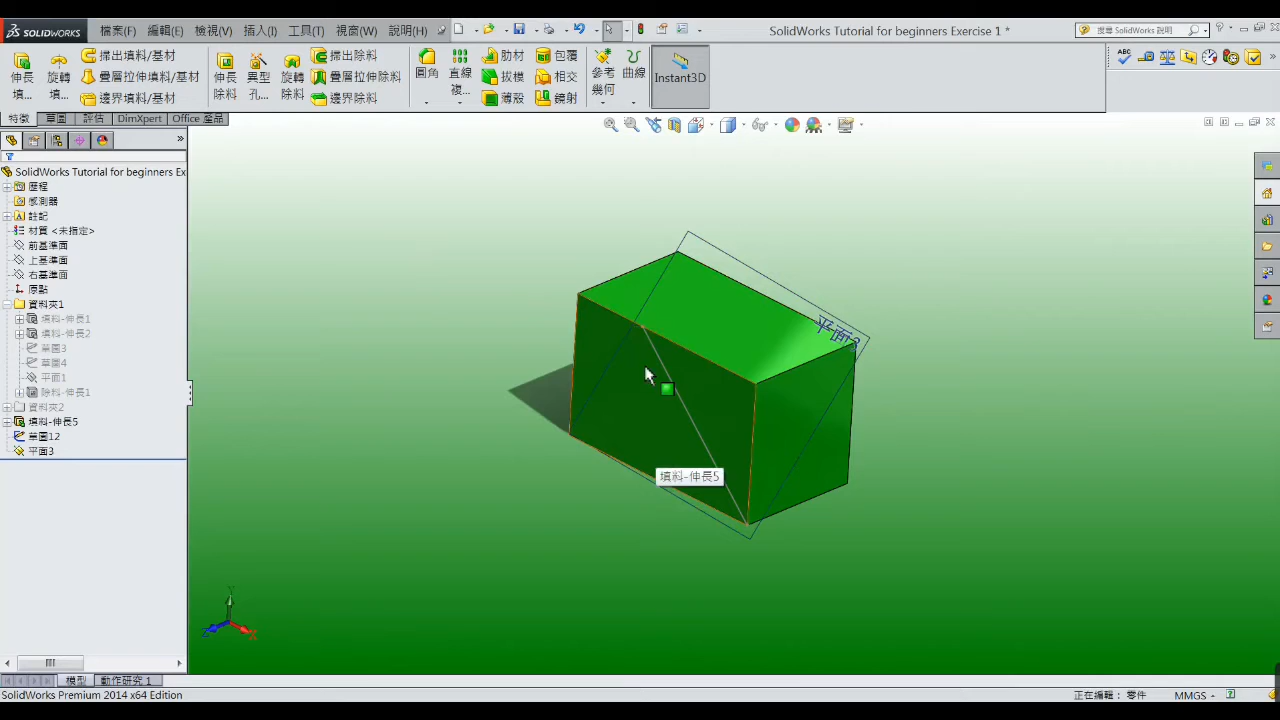 SOLIDWORKS 檔案(F) 編輯(E) 檢視(V) 插入(I) 工具(T) 視窗(W) 說明(H) SolidWorks Tutorial for beginners Exercise 1 * 搜尋 SolidWorks 說明
伸長填... 旋轉填... 掃出填料/基材 疊層拉伸填料/基材 邊界填料/基材 伸長除料 異型孔... 旋轉除料 掃出除料 疊層拉伸除料 邊界除料 圓角 直線複... 肋材 拔模 薄殼 包覆 相交 鏡射 參考幾何 曲線 Instant3D
特徵 草圖 評估 DimXpert Office 產品
SolidWorks Tutorial for beginners Ex
歷程
感測器
註記
材質 <未指定>
前基準面
上基準面
右基準面
原點
資料夾1
填料-伸長1
填料-伸長2
草圖3
草圖4
平面1
除料-伸長1
資料夾2
填料-伸長5
草圖12
平面3
平面3
填料-伸長5
Y
Z X
模型 動作研究 1
SolidWorks Premium 2014 x64 Edition 正在編輯: 零件 MMGS